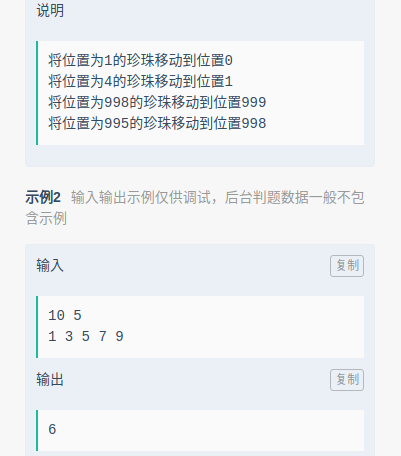 说明
将位置为1的珍珠移动到位置0
将位置为4的珍珠移动到位置1
将位置为998的珍珠移动到位置999
将位置为995的珍珠移动到位置998
示例2 输入输出示例仅供调试，后台判题数据一般不包
含示例
输入 复制
10 5
1 3 5 7 9
输出 复制
6